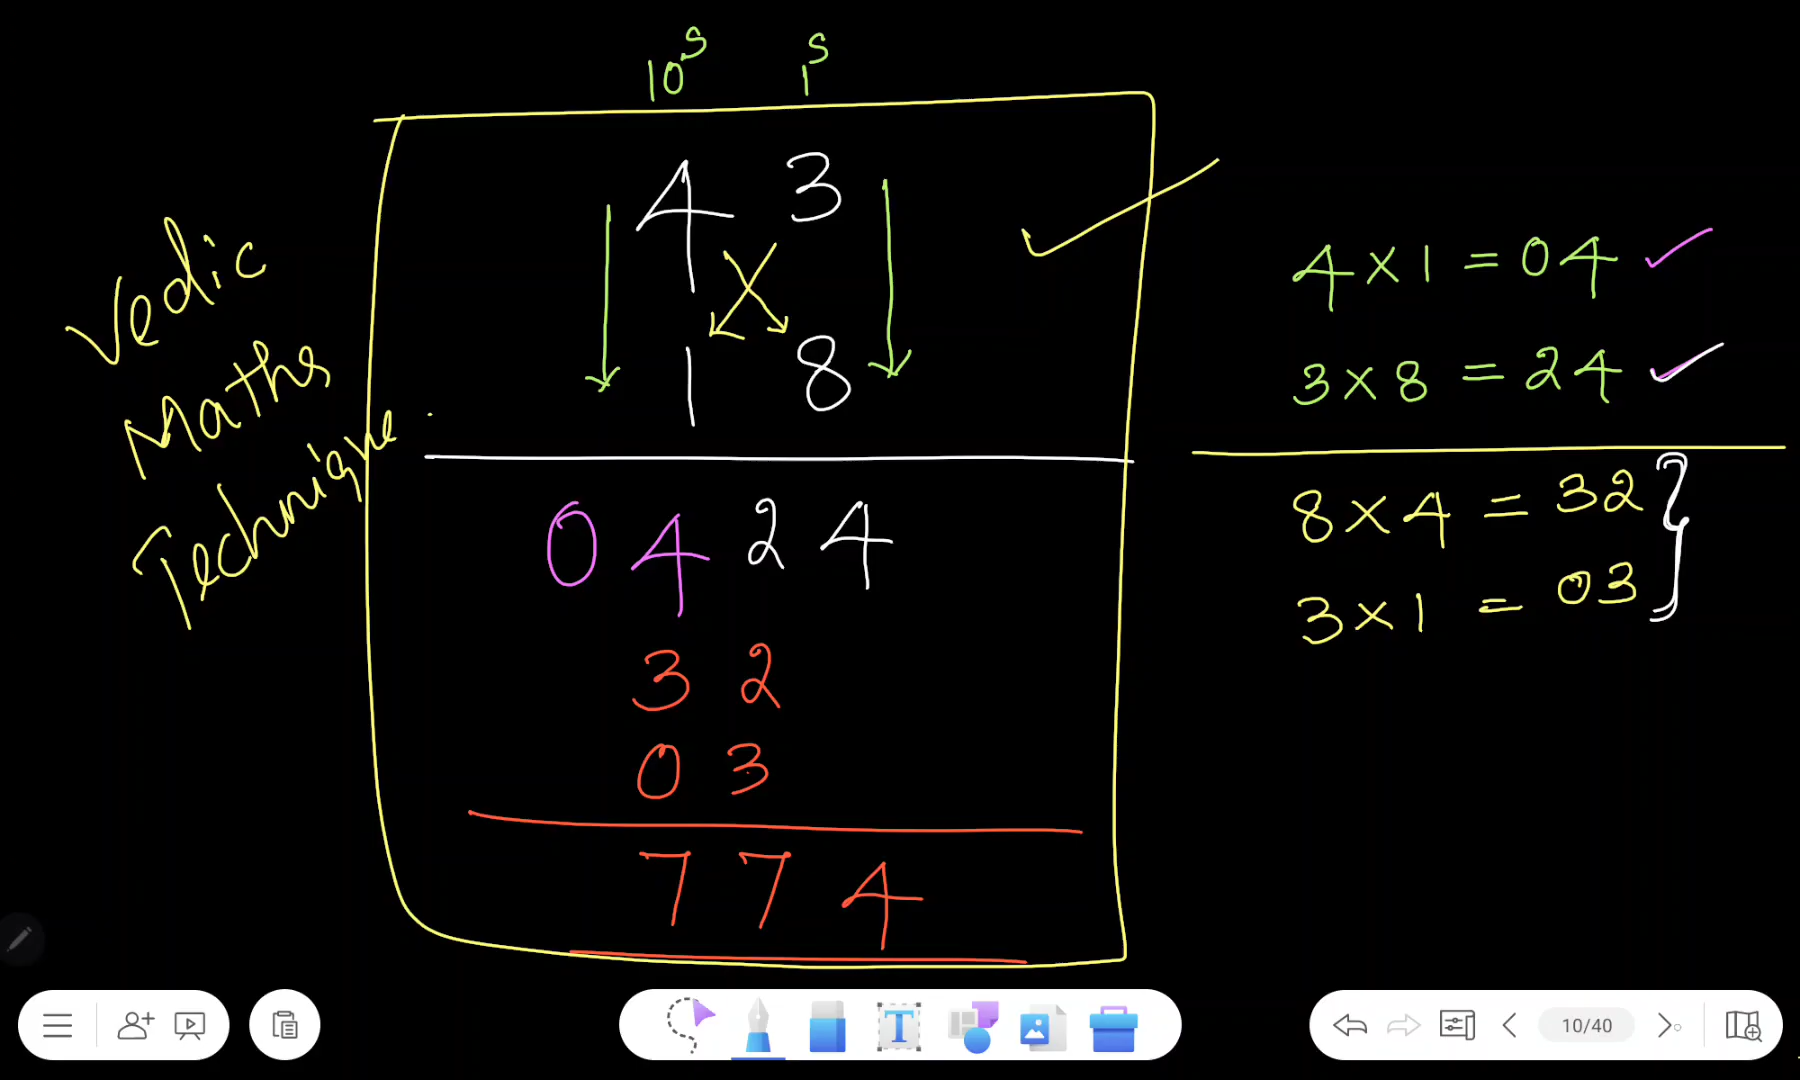 10s 1s
4 3
1 8
0 4 2 4
3 2
0 3
7 7 4
Vedic
Maths
Technique
4 x 1 = 04
3 x 8 = 24
8 x 4 = 32
3 x 1 = 03
10/40